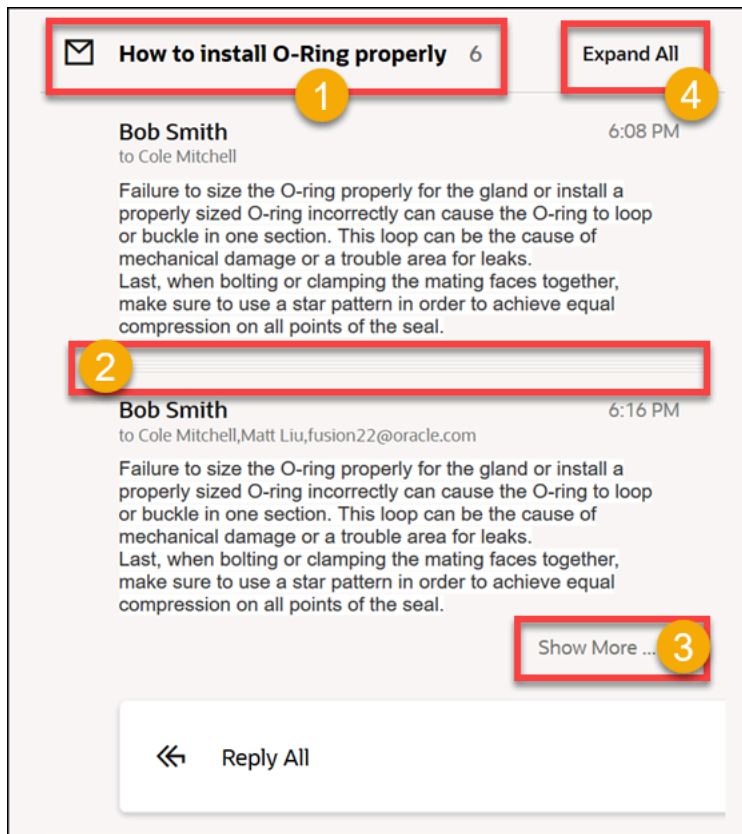 How to install O-Ring properly 6 Expand All
1
4
Bob Smith 6:08 PM
to Cole Mitchell
Failure to size the O-ring properly for the gland or install a
properly sized O-ring incorrectly can cause the O-ring to loop
or buckle in one section. This loop can be the cause of
mechanical damage or a trouble area for leaks.
Last, when bolting or clamping the mating faces together,
make sure to use a star pattern in order to achieve equal
compression on all points of the seal.
2
Bob Smith 6:16 PM
to Cole Mitchell,Matt Liu,fusion22@oracle.com
Failure to size the O-ring properly for the gland or install a
properly sized O-ring incorrectly can cause the O-ring to loop
or buckle in one section. This loop can be the cause of
mechanical damage or a trouble area for leaks.
Last, when bolting or clamping the mating faces together,
make sure to use a star pattern in order to achieve equal
compression on all points of the seal.
Show More ... 3
Reply All